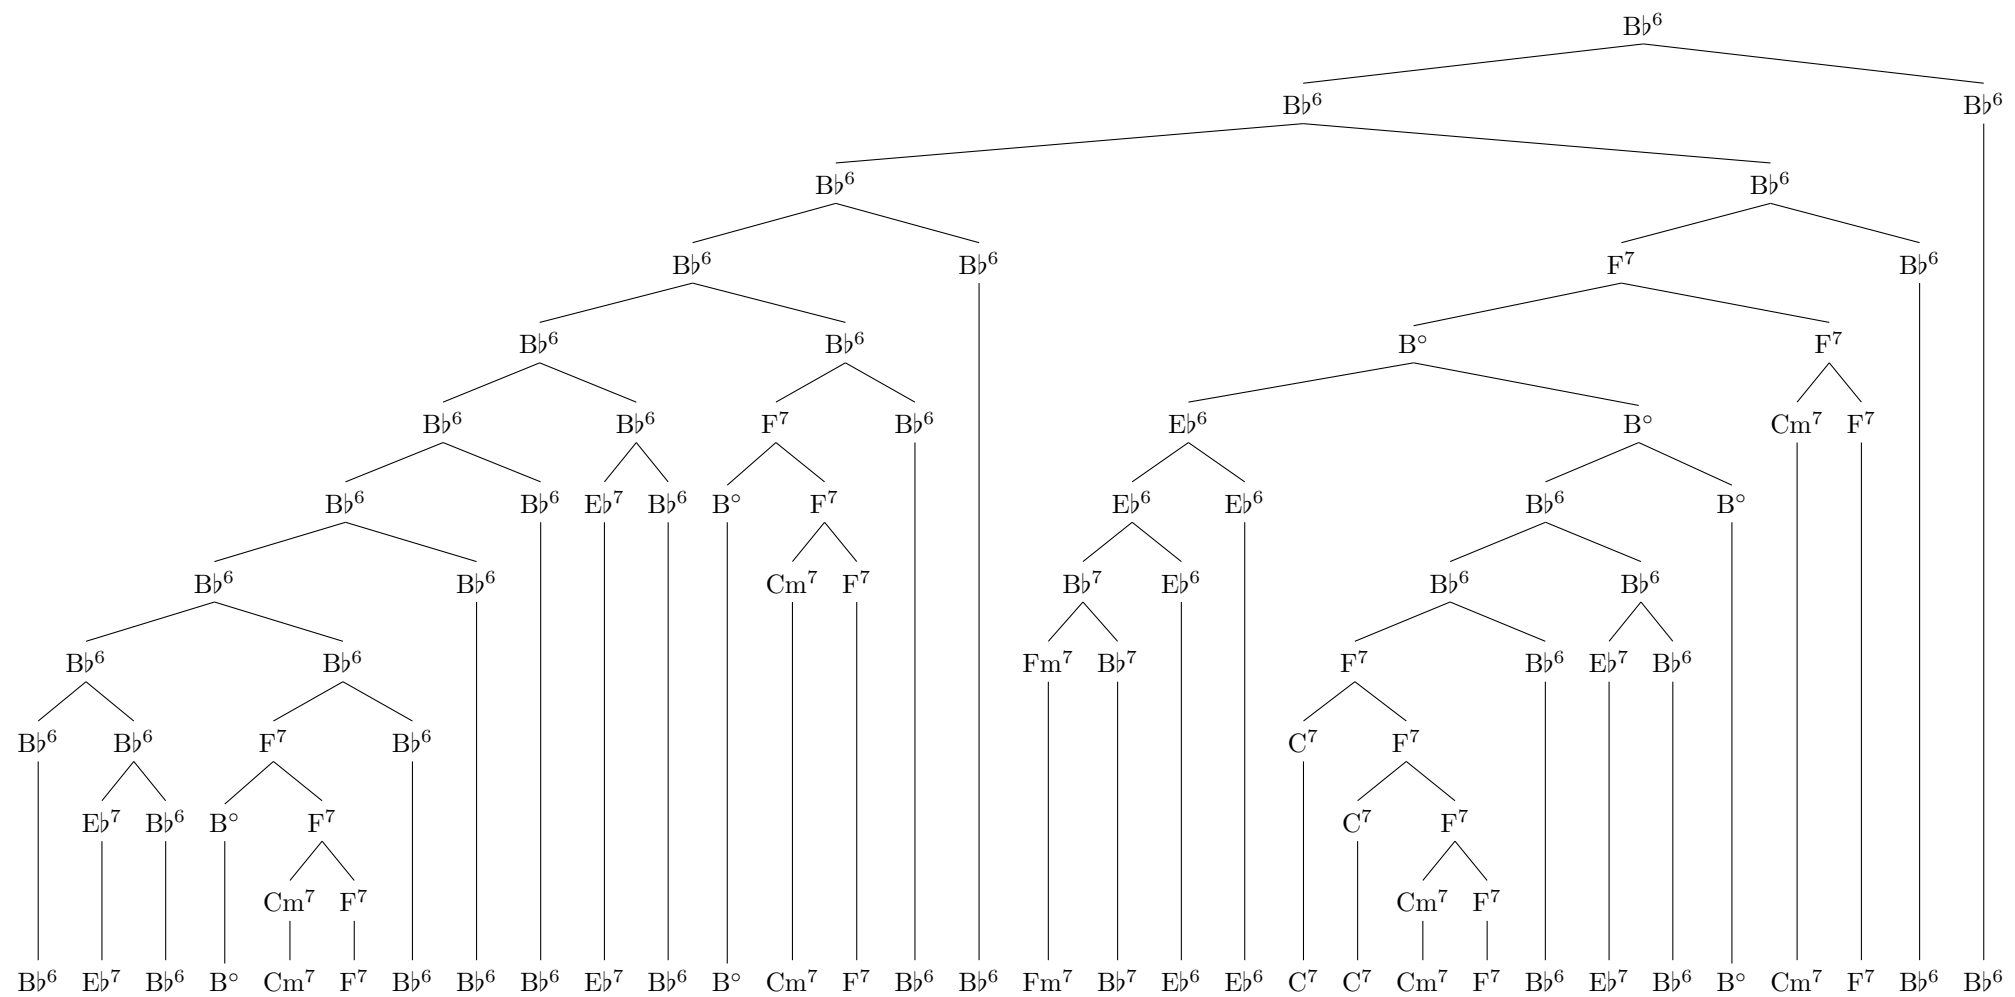 B♭6
B♭6 B♭6
B♭6 B♭6
B♭6 B♭6 F7 B♭6
B♭6 B♭6 B° F7
B♭6 B♭6 F7 B♭6 E♭6 B° Cm7 F7
B♭6 B♭6 E♭7 B♭6 B° F7 E♭6 E♭6 B♭6 B°
B♭6 B♭6 Cm7 F7 B♭7 E♭6 B♭6 B♭6
B♭6 B♭6 Fm7 B♭7 F7 B♭6 E♭7 B♭6
B♭6 B♭6 F7 B♭6 C7 F7
E♭7 B♭6 B° F7 C7 F7
Cm7 F7 Cm7 F7
B♭6 E♭7 B♭6 B° Cm7 F7 B♭6 B♭6 B♭6 E♭7 B♭6 B° Cm7 F7 B♭6 B♭6 Fm7 B♭7 E♭6 E♭6 C7 C7 Cm7 F7 B♭6 E♭7 B♭6 B° Cm7 F7 B♭6 B♭6